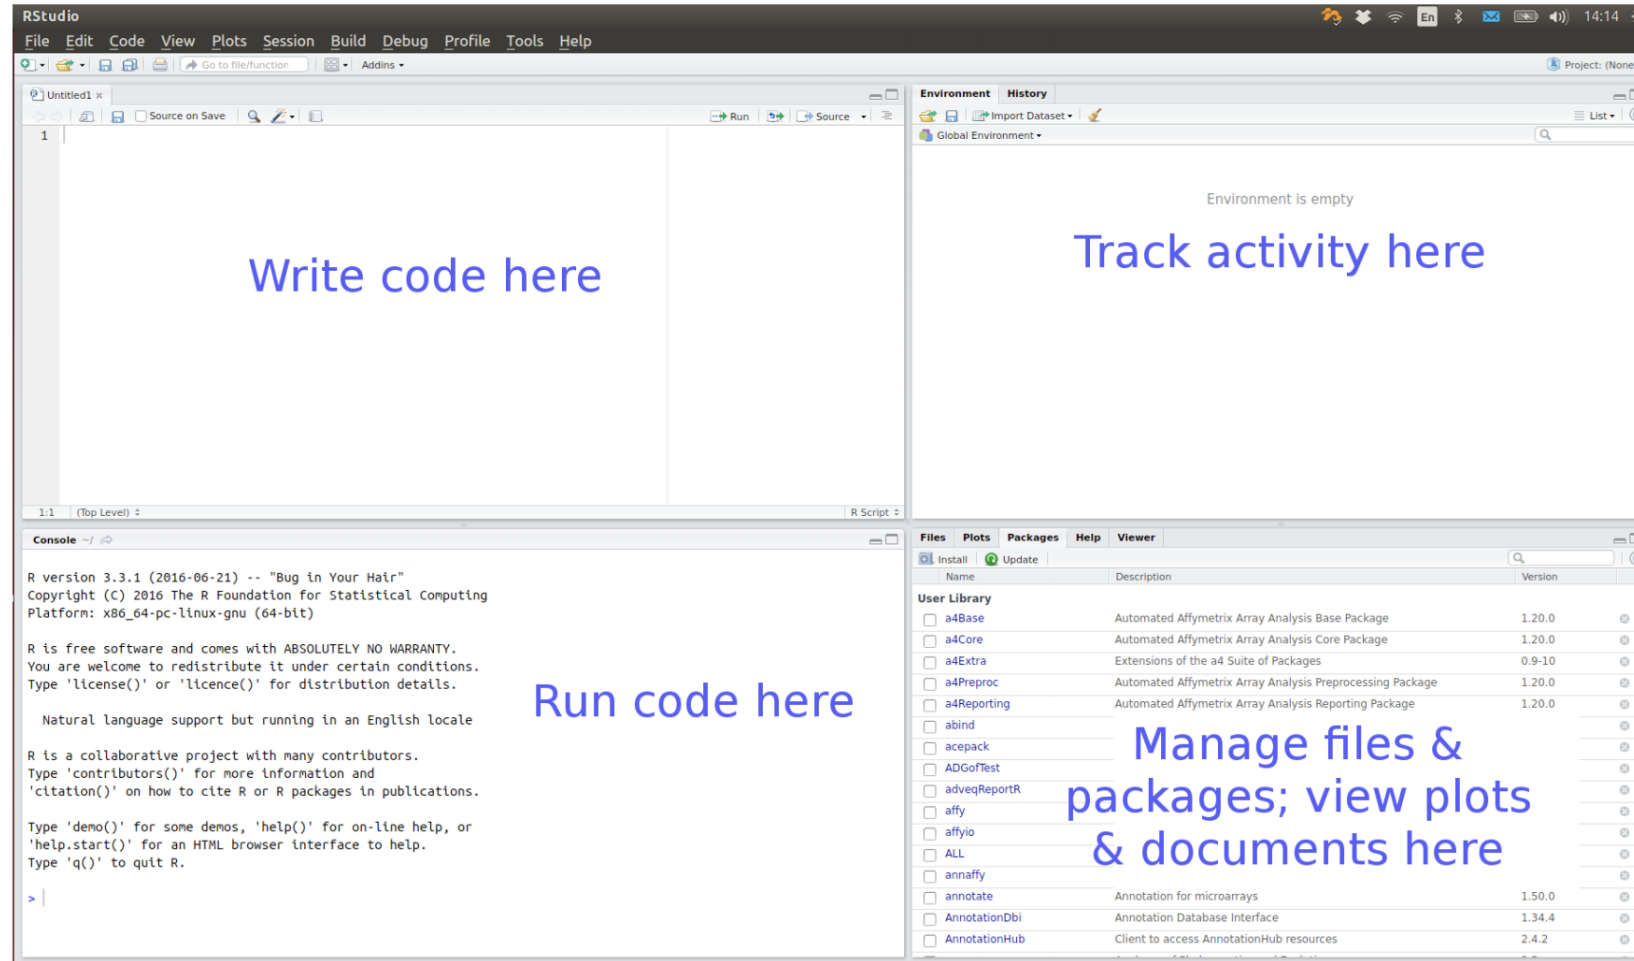 RStudio
En
14:14
File Edit Code View Plots Session Build Debug Profile Tools Help
Go to file/function
Addins
Project: (None
Untitled1
Source on Save
Run
Source
1
Write code here
1:1 (Top Level)
R Script
Environment History
Import Dataset
List
Global Environment
Environment is empty
Track activity here
Console ~/
R version 3.3.1 (2016-06-21) -- "Bug in Your Hair"
Copyright (C) 2016 The R Foundation for Statistical Computing
Platform: x86_64-pc-linux-gnu (64-bit)
R is free software and comes with ABSOLUTELY NO WARRANTY.
You are welcome to redistribute it under certain conditions.
Type 'license()' or 'licence()' for distribution details.
Natural language support but running in an English locale
R is a collaborative project with many contributors.
Type 'contributors()' for more information and
'citation()' on how to cite R or R packages in publications.
Type 'demo()' for some demos, 'help()' for on-line help, or
'help.start()' for an HTML browser interface to help.
Type 'q()' to quit R.
>
Run code here
Files Plots Packages Help Viewer
Install Update
Name Description Version
User Library
a4Base Automated Affymetrix Array Analysis Base Package 1.20.0
a4Core Automated Affymetrix Array Analysis Core Package 1.20.0
a4Extra Extensions of the a4 Suite of Packages 0.9-10
a4Preproc Automated Affymetrix Array Analysis Preprocessing Package 1.20.0
a4Reporting Automated Affymetrix Array Analysis Reporting Package 1.20.0
abind
acepack
ADGofTest
adveqReportR
affy
affyio
ALL
annaffy
annotate Annotation for microarrays 1.50.0
AnnotationDbi Annotation Database Interface 1.34.4
AnnotationHub Client to access AnnotationHub resources 2.4.2
Manage files &
packages; view plots
& documents here